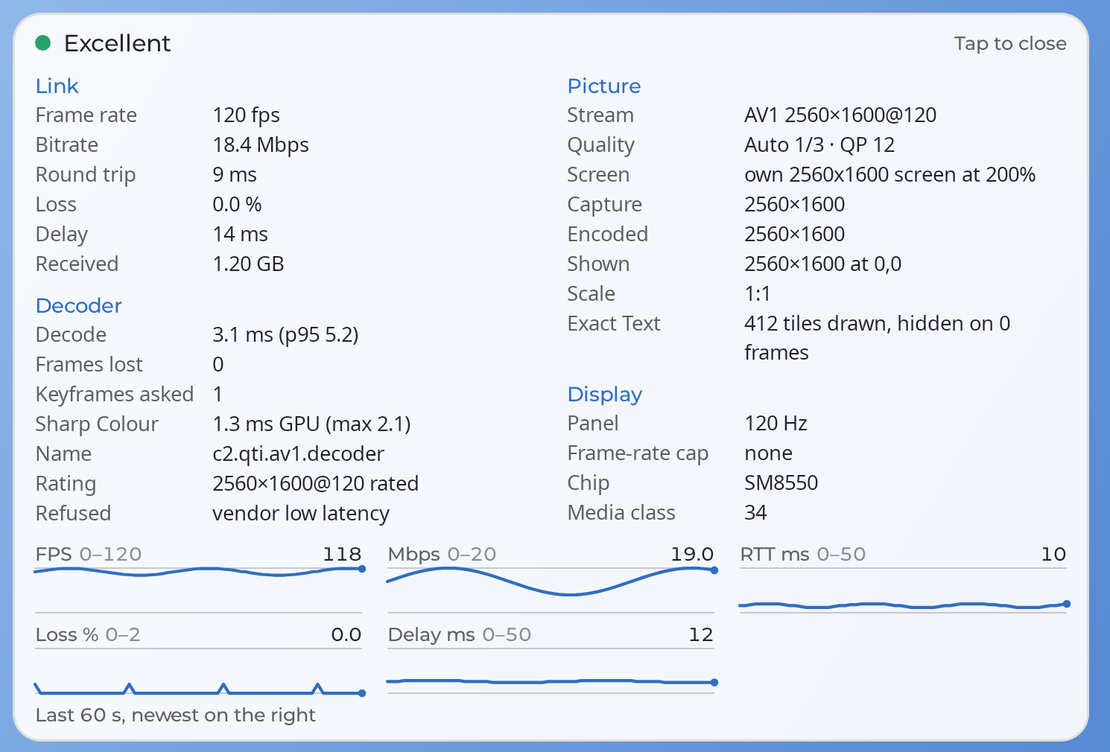 Excellent
Tap to close
Link
Frame rate 120 fps
Bitrate 18.4 Mbps
Round trip 9 ms
Loss 0.0 %
Delay 14 ms
Received 1.20 GB
Decoder
Decode 3.1 ms (p95 5.2)
Frames lost 0
Keyframes asked 1
Sharp Colour 1.3 ms GPU (max 2.1)
Name c2.qti.av1.decoder
Rating 2560×1600@120 rated
Refused vendor low latency
Picture
Stream AV1 2560×1600@120
Quality Auto 1/3 · QP 12
Screen own 2560x1600 screen at 200%
Capture 2560×1600
Encoded 2560×1600
Shown 2560×1600 at 0,0
Scale 1:1
Exact Text 412 tiles drawn, hidden on 0
frames
Display
Panel 120 Hz
Frame-rate cap none
Chip SM8550
Media class 34
FPS 0–120 118
Mbps 0–20 19.0
RTT ms 0–50 10
Loss % 0–2 0.0
Delay ms 0–50 12
Last 60 s, newest on the right